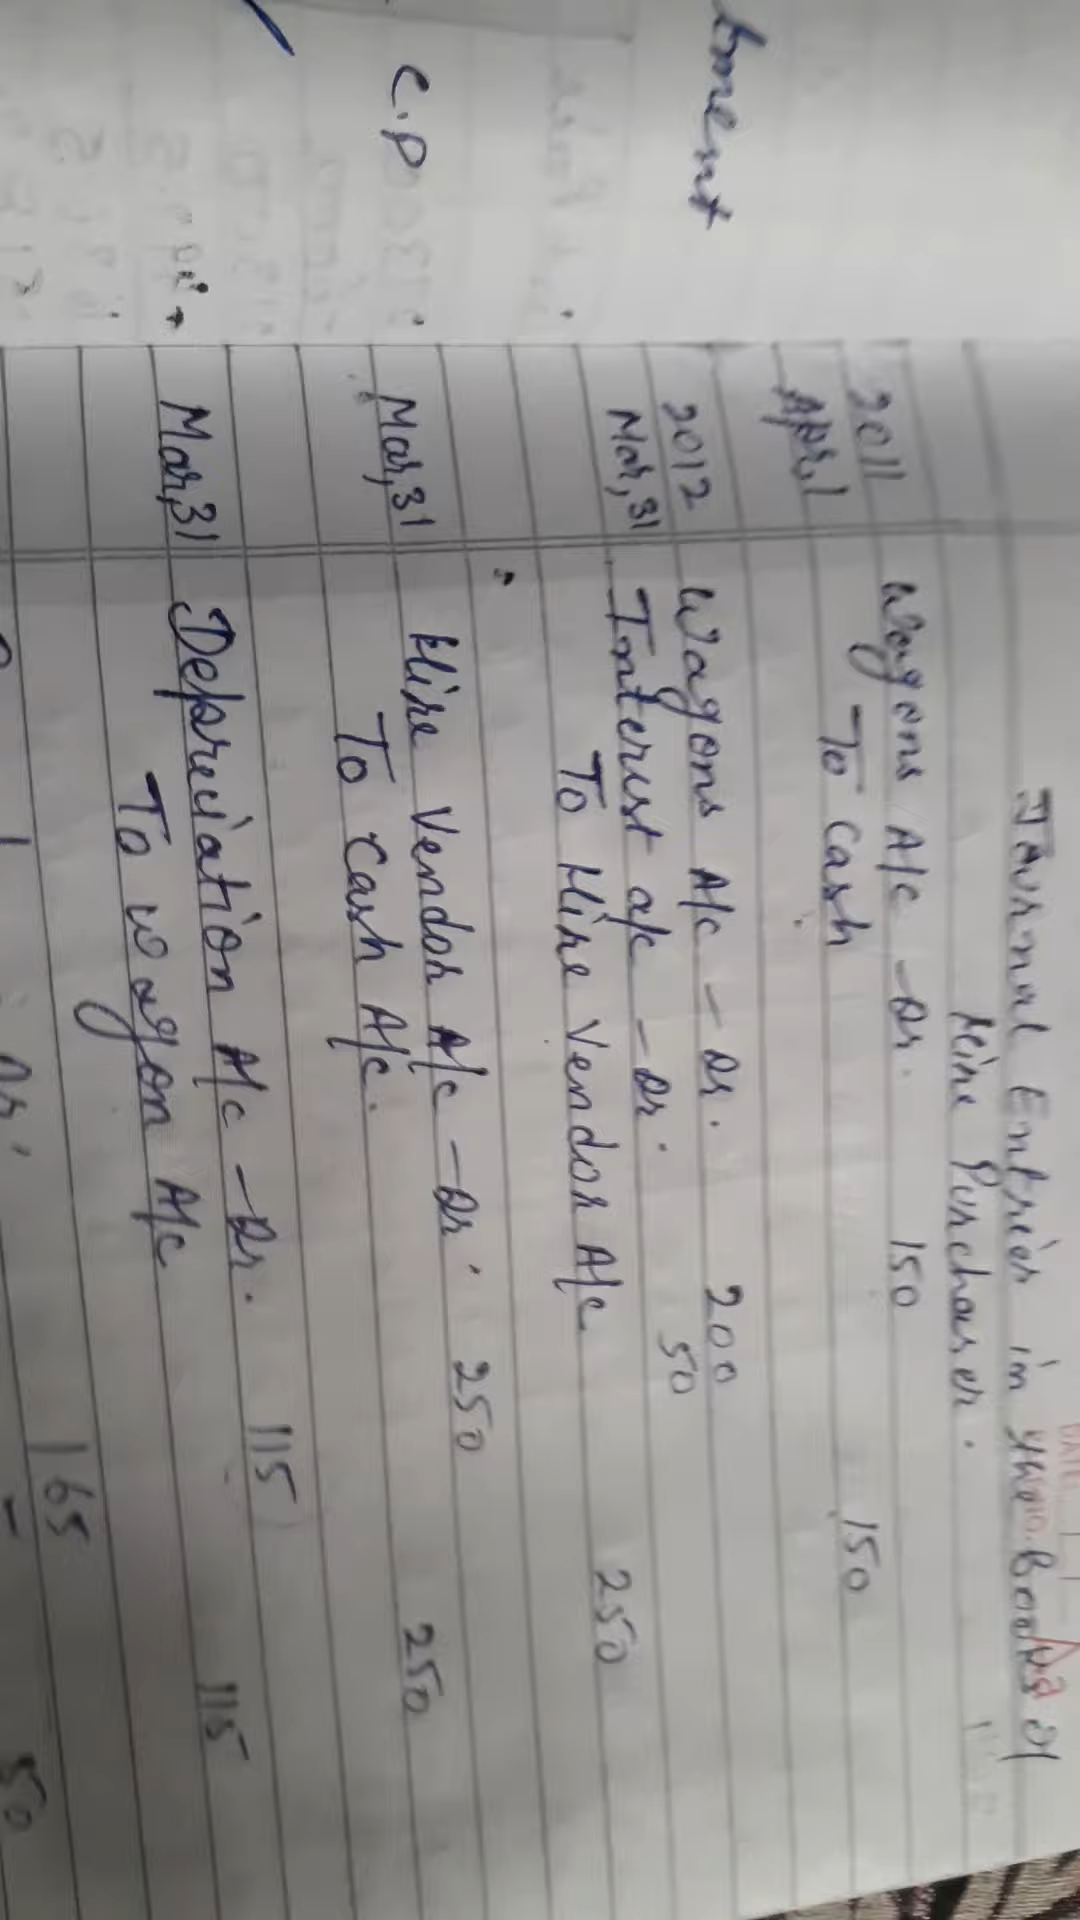 Journal Entries in the Books of
Hire Purchaser.
2011 Wagons A/c - Dr. 150
Apr, 1 To Cash 150
2012 Wagons A/c - Dr. 200
Mar, 31 Interest a/c - Dr. 50
To Hire Vendor A/c 250
Mar, 31 Hire Vendor A/c - Dr. 250
To Cash A/c. 250
Mar, 31 Depreciation A/c - Dr. 115
To wagon A/c 115
165
50
C.P